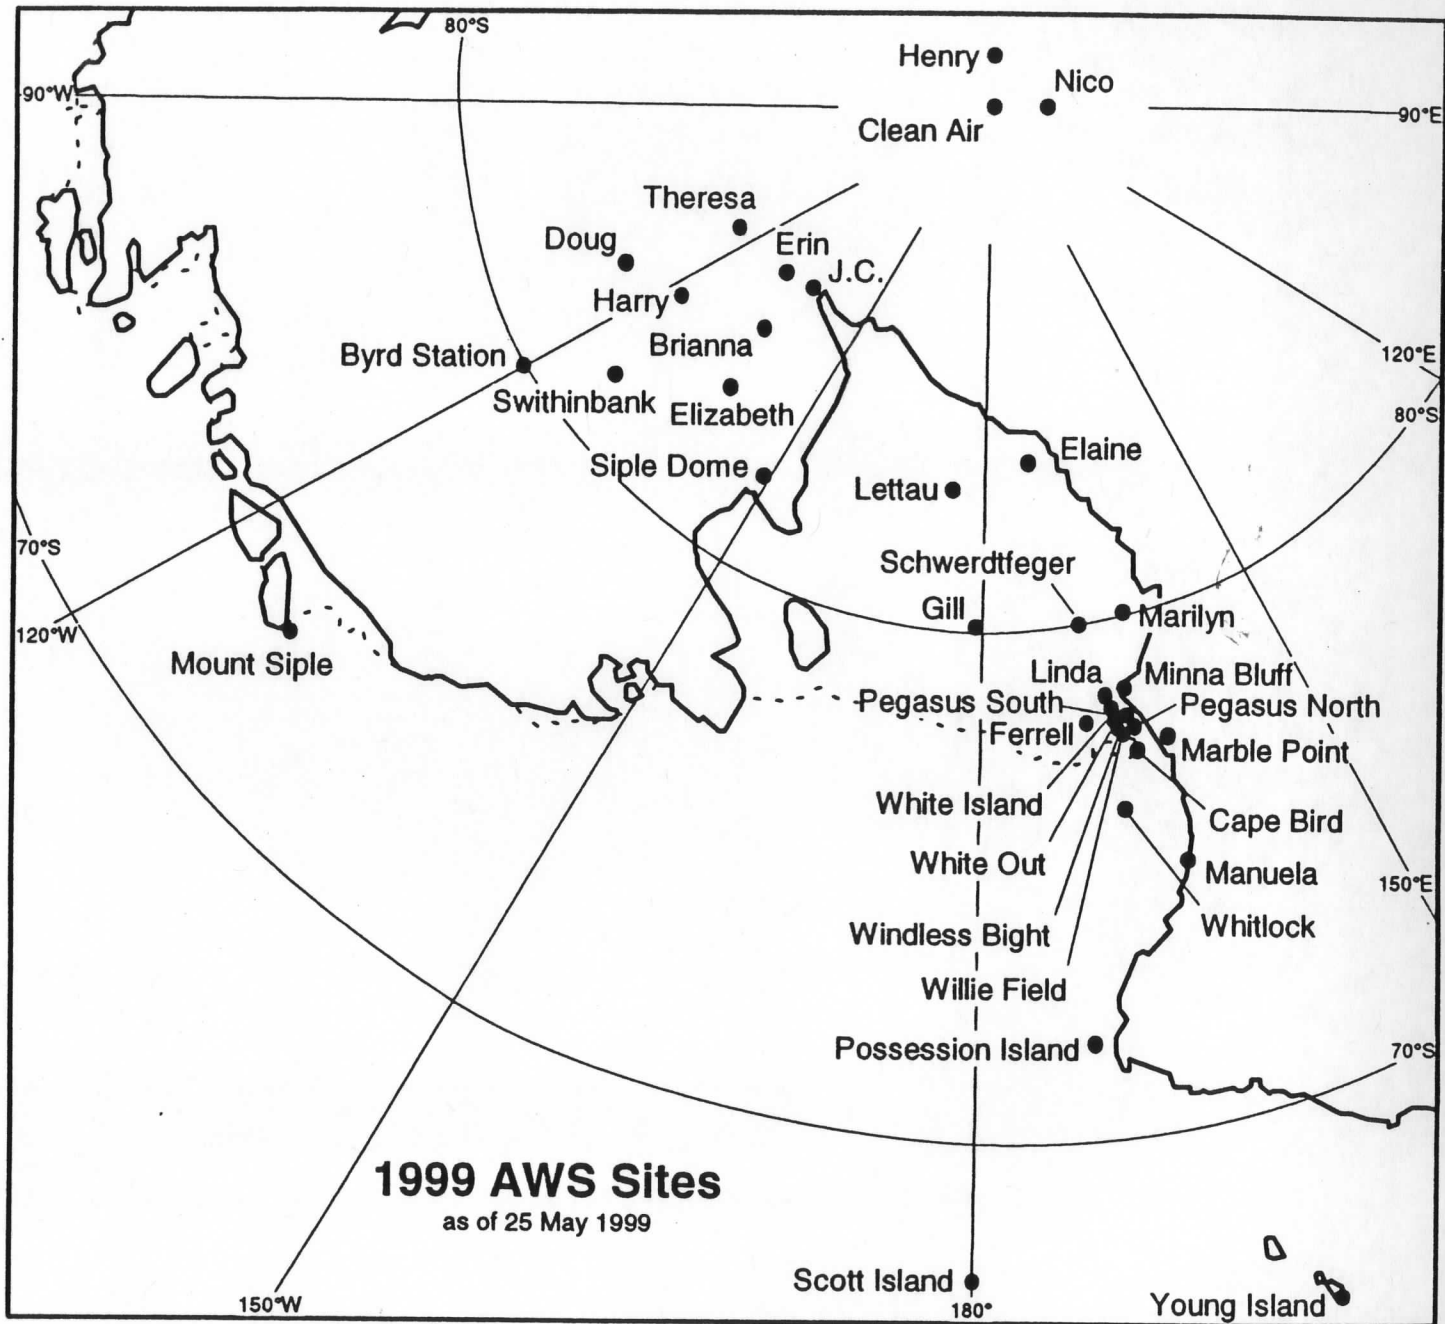 80°S
Henry
Nico
90°W
90°E
Clean Air
Theresa
Doug
Erin
J.C.
Harry
Brianna
Byrd Station
120°E
Swithinbank
Elizabeth
80°S
Siple Dome
Elaine
Lettau
70°S
Schwerdtfeger
Gill
Marilyn
120°W
Mount Siple
Linda
Minna Bluff
Pegasus South
Pegasus North
Ferrell
Marble Point
White Island
Cape Bird
White Out
Manuela
150°E
Windless Bight
Whitlock
Willie Field
Possession Island
70°S
1999 AWS Sites
as of 25 May 1999
Scott Island
150°W
180°
Young Island